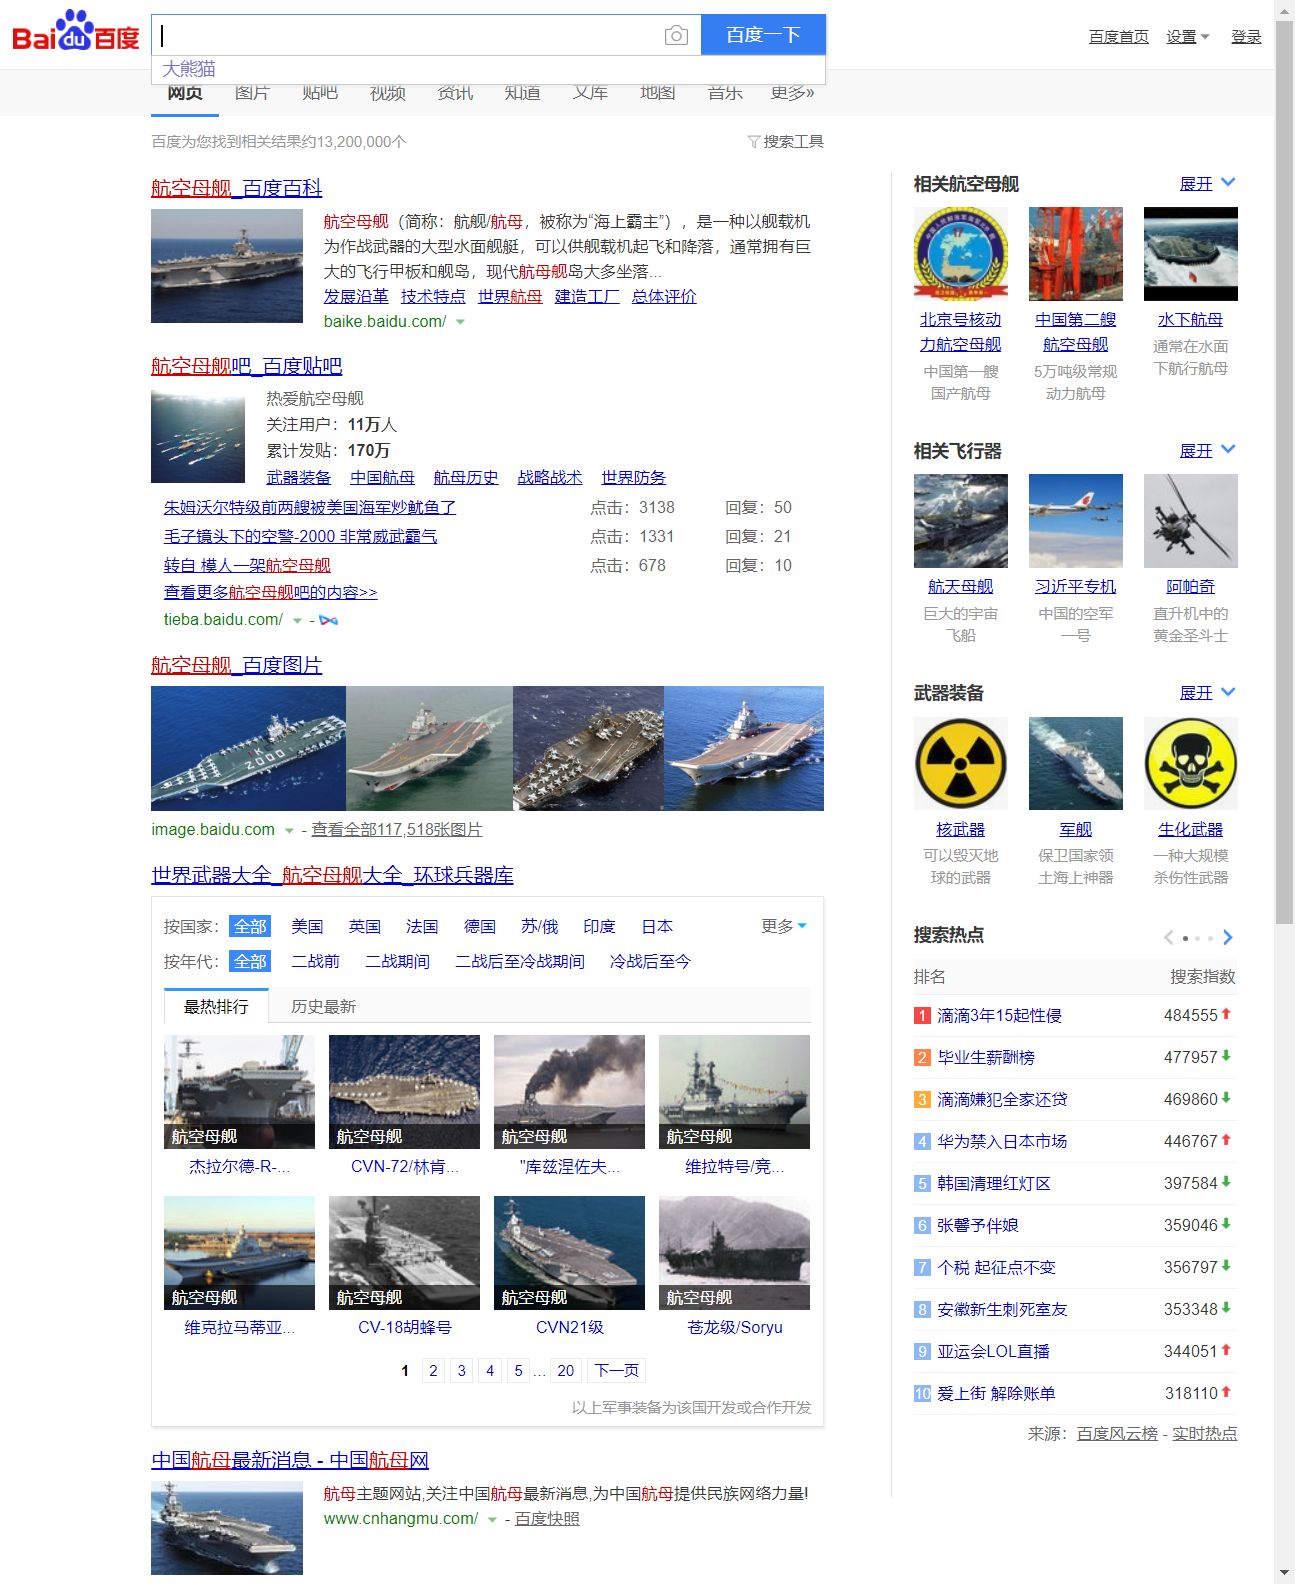 Baidu百度
百度一下
百度首页 设置 登录
大熊猫
网页 图片 贴吧 视频 资讯 知道 文库 地图 音乐 更多»
百度为您找到相关结果约13,200,000个
搜索工具
航空母舰_百度百科
航空母舰（简称：航舰/航母，被称为“海上霸主”），是一种以舰载机
为作战武器的大型水面舰艇，可以供舰载机起飞和降落，通常拥有巨
大的飞行甲板和舰岛，现代航母舰岛大多坐落...
发展沿革 技术特点 世界航母 建造工厂 总体评价
baike.baidu.com/
航空母舰吧_百度贴吧
热爱航空母舰
关注用户：11万人
累计发贴：170万
武器装备 中国航母 航母历史 战略战术 世界防务
朱姆沃尔特级前两艘被美国海军炒鱿鱼了 点击：3138 回复：50
毛子镜头下的空警-2000 非常威武霸气 点击：1331 回复：21
转自 模人一架航空母舰 点击：678 回复：10
查看更多航空母舰吧的内容>>
tieba.baidu.com/ -
航空母舰_百度图片
image.baidu.com - 查看全部117,518张图片
世界武器大全_航空母舰大全_环球兵器库
按国家： 全部 美国 英国 法国 德国 苏/俄 印度 日本 更多
按年代： 全部 二战前 二战期间 二战后至冷战期间 冷战后至今
最热排行 历史最新
航空母舰 航空母舰 航空母舰 航空母舰
杰拉尔德-R-... CVN-72/林肯... "库兹涅佐夫... 维拉特号/竞...
航空母舰 航空母舰 航空母舰 航空母舰
维克拉马蒂亚... CV-18胡蜂号 CVN21级 苍龙级/Soryu
1 2 3 4 5 ... 20 下一页
以上军事装备为该国开发或合作开发
中国航母最新消息 - 中国航母网
航母主题网站,关注中国航母最新消息,为中国航母提供民族网络力量!
www.cnhangmu.com/ - 百度快照
相关航空母舰 展开
北京号核动 中国第二艘 水下航母
力航空母舰 航空母舰 通常在水面
中国第一艘 5万吨级常规 下航行航母
国产航母 动力航母
相关飞行器 展开
航天母舰 习近平专机 阿帕奇
巨大的宇宙 中国的空军 直升机中的
飞船 一号 黄金圣斗士
武器装备 展开
核武器 军舰 生化武器
可以毁灭地 保卫国家领 一种大规模
球的武器 土海上神器 杀伤性武器
搜索热点
排名 搜索指数
1 滴滴3年15起性侵 484555
2 毕业生薪酬榜 477957
3 滴滴嫌犯全家还贷 469860
4 华为禁入日本市场 446767
5 韩国清理红灯区 397584
6 张馨予伴娘 359046
7 个税 起征点不变 356797
8 安徽新生刺死室友 353348
9 亚运会LOL直播 344051
10 爱上街 解除账单 318110
来源：百度风云榜 - 实时热点